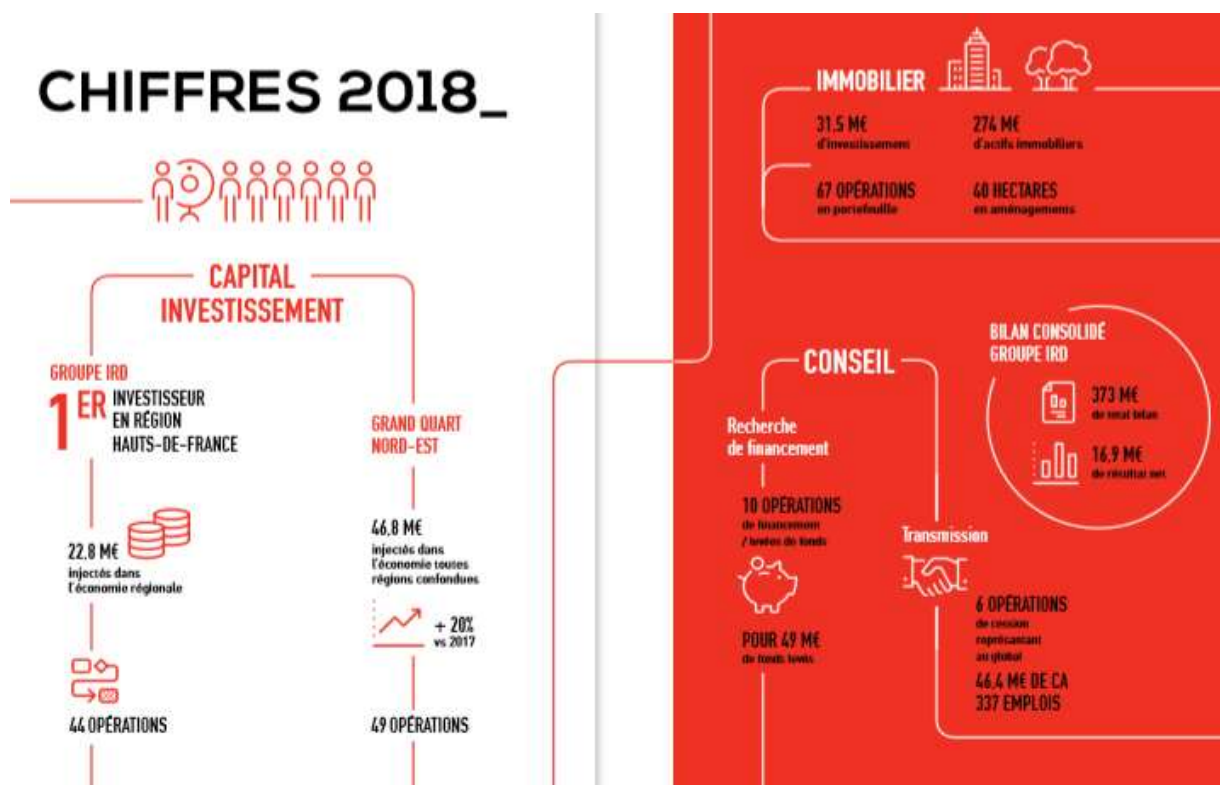 CHIFFRES 2018_
CAPITAL
INVESTISSEMENT
GROUPE IRD
1ER INVESTISSEUR
EN RÉGION
HAUTS-DE-FRANCE
22,8 M€
injectés dans
l'économie régionale
44 OPÉRATIONS
GRAND QUART
NORD-EST
46,8 M€
injectés dans
l'économie toutes
régions confondues
+ 20%
vs 2017
49 OPÉRATIONS
IMMOBILIER
31.5 M€
d'investissement
274 M€
d'actifs immobiliers
67 OPÉRATIONS
en portefeuille
40 HECTARES
en aménagements
CONSEIL
Recherche
de financement
10 OPÉRATIONS
de financement
/ levées de fonds
POUR 49 M€
de fonds levés
Transmission
6 OPÉRATIONS
de cession
représentant
au global
46,4 M€ DE CA
337 EMPLOIS
BILAN CONSOLIDÉ
GROUPE IRD
373 M€
de total bilan
16,9 M€
de résultat net